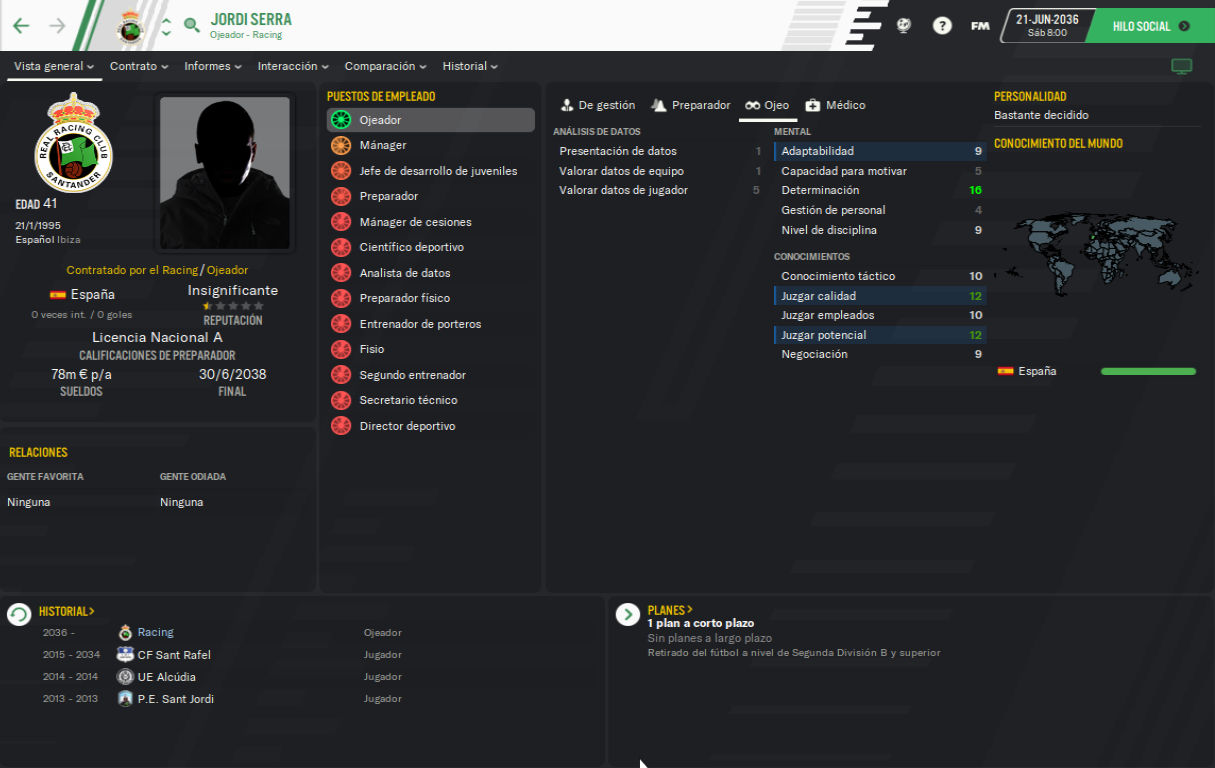 JORDI SERRA
Ojeador - Racing
?
FM
21-JUN-2036
Sáb 8:00
HILO SOCIAL
Vista general
Contrato
Informes
Interacción
Comparación
Historial
REAL RACING CLUB
SANTANDER
EDAD 41
21/1/1995
Español Ibiza
Contratado por el Racing / Ojeador
España
0 veces int. / 0 goles
Insignificante
REPUTACIÓN
Licencia Nacional A
CALIFICACIONES DE PREPARADOR
78m € p/a
SUELDOS
30/6/2038
FINAL
RELACIONES
GENTE FAVORITA
Ninguna
GENTE ODIADA
Ninguna
PUESTOS DE EMPLEADO
Ojeador
Mánager
Jefe de desarrollo de juveniles
Preparador
Mánager de cesiones
Científico deportivo
Analista de datos
Preparador físico
Entrenador de porteros
Fisio
Segundo entrenador
Secretario técnico
Director deportivo
De gestión
Preparador
Ojeo
Médico
ANÁLISIS DE DATOS
Presentación de datos 1
Valorar datos de equipo 1
Valorar datos de jugador 5
MENTAL
Adaptabilidad 9
Capacidad para motivar 5
Determinación 16
Gestión de personal 4
Nivel de disciplina 9
CONOCIMIENTOS
Conocimiento táctico 10
Juzgar calidad 12
Juzgar empleados 10
Juzgar potencial 12
Negociación 9
PERSONALIDAD
Bastante decidido
CONOCIMIENTO DEL MUNDO
España
HISTORIAL >
2036 - Racing Ojeador
2015 - 2034 CF Sant Rafel Jugador
2014 - 2014 UE Alcúdia Jugador
2013 - 2013 P.E. Sant Jordi Jugador
PLANES >
1 plan a corto plazo
Sin planes a largo plazo
Retirado del fútbol a nivel de Segunda División B y superior